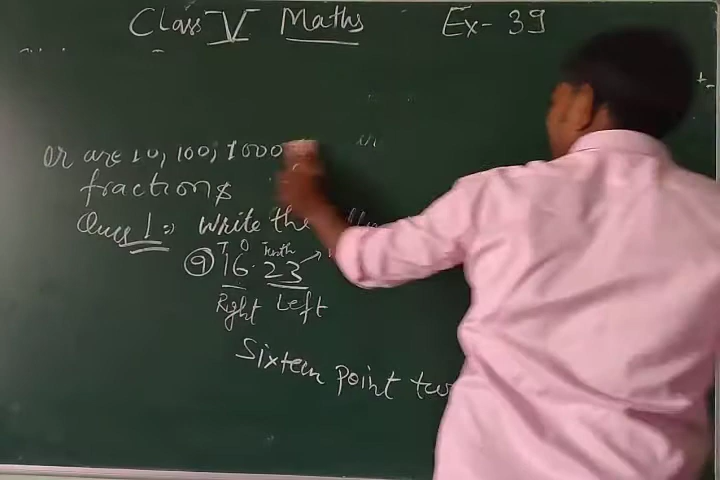 Class V Maths Ex-39
or are 10, 100, 1000
fractions
Ques 1:- Write the
T O Tenth
a 16.23 →
Right Left
Sixteen point tw